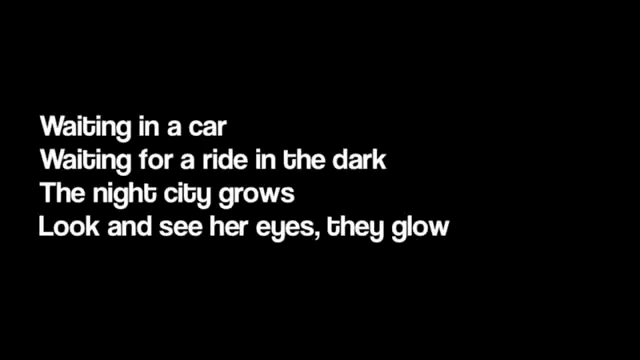 Waiting in a car
Waiting for a ride in the dark
The night city grows
Look and see her eyes, they glow